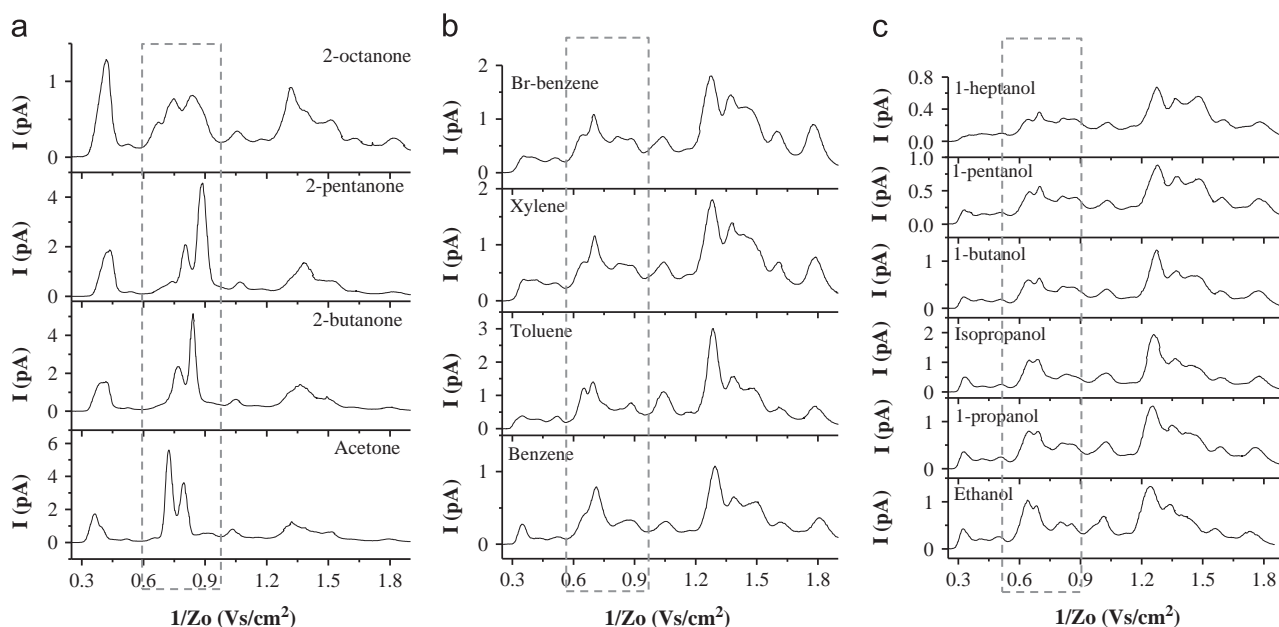 a
2-octanone
I (pA)
1
0
2-pentanone
I (pA)
4
2
0
2-butanone
I (pA)
4
2
0
Acetone
I (pA)
6
4
2
0
0.3 0.6 0.9 1.2 1.5 1.8
1/Zo (Vs/cm²)
b
Br-benzene
I (pA)
2
1
0
Xylene
I (pA)
2
1
0
Toluene
I (pA)
3
2
1
0
Benzene
I (pA)
1
0
0.3 0.6 0.9 1.2 1.5 1.8
1/Zo (Vs/cm²)
c
1-heptanol
I (pA)
0.8
0.4
0.0
1-pentanol
I (pA)
1.0
0.5
0.0
1-butanol
I (pA)
1
0
Isopropanol
I (pA)
2
1
0
1-propanol
I (pA)
1
0
Ethanol
I (pA)
1
0
0.3 0.6 0.9 1.2 1.5 1.8
1/Zo (Vs/cm²)